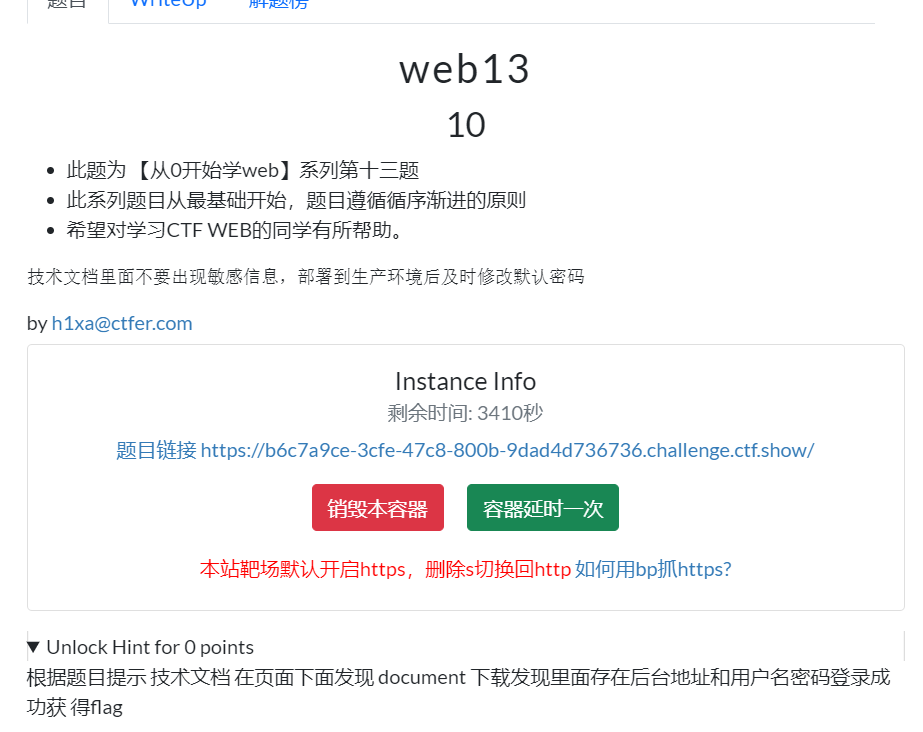 题目 WriteUp 解题榜
web13
10
此题为 【从0开始学web】系列第十三题
此系列题目从最基础开始，题目遵循循序渐进的原则
希望对学习CTF WEB的同学有所帮助。
技术文档里面不要出现敏感信息，部署到生产环境后及时修改默认密码
by h1xa@ctfer.com
Instance Info
剩余时间: 3410秒
题目链接 https://b6c7a9ce-3cfe-47c8-800b-9dad4d736736.challenge.ctf.show/
销毁本容器 容器延时一次
本站靶场默认开启https，删除s切换回http 如何用bp抓https?
Unlock Hint for 0 points
根据题目提示 技术文档 在页面下面发现 document 下载发现里面存在后台地址和用户名密码登录成
功获 得flag